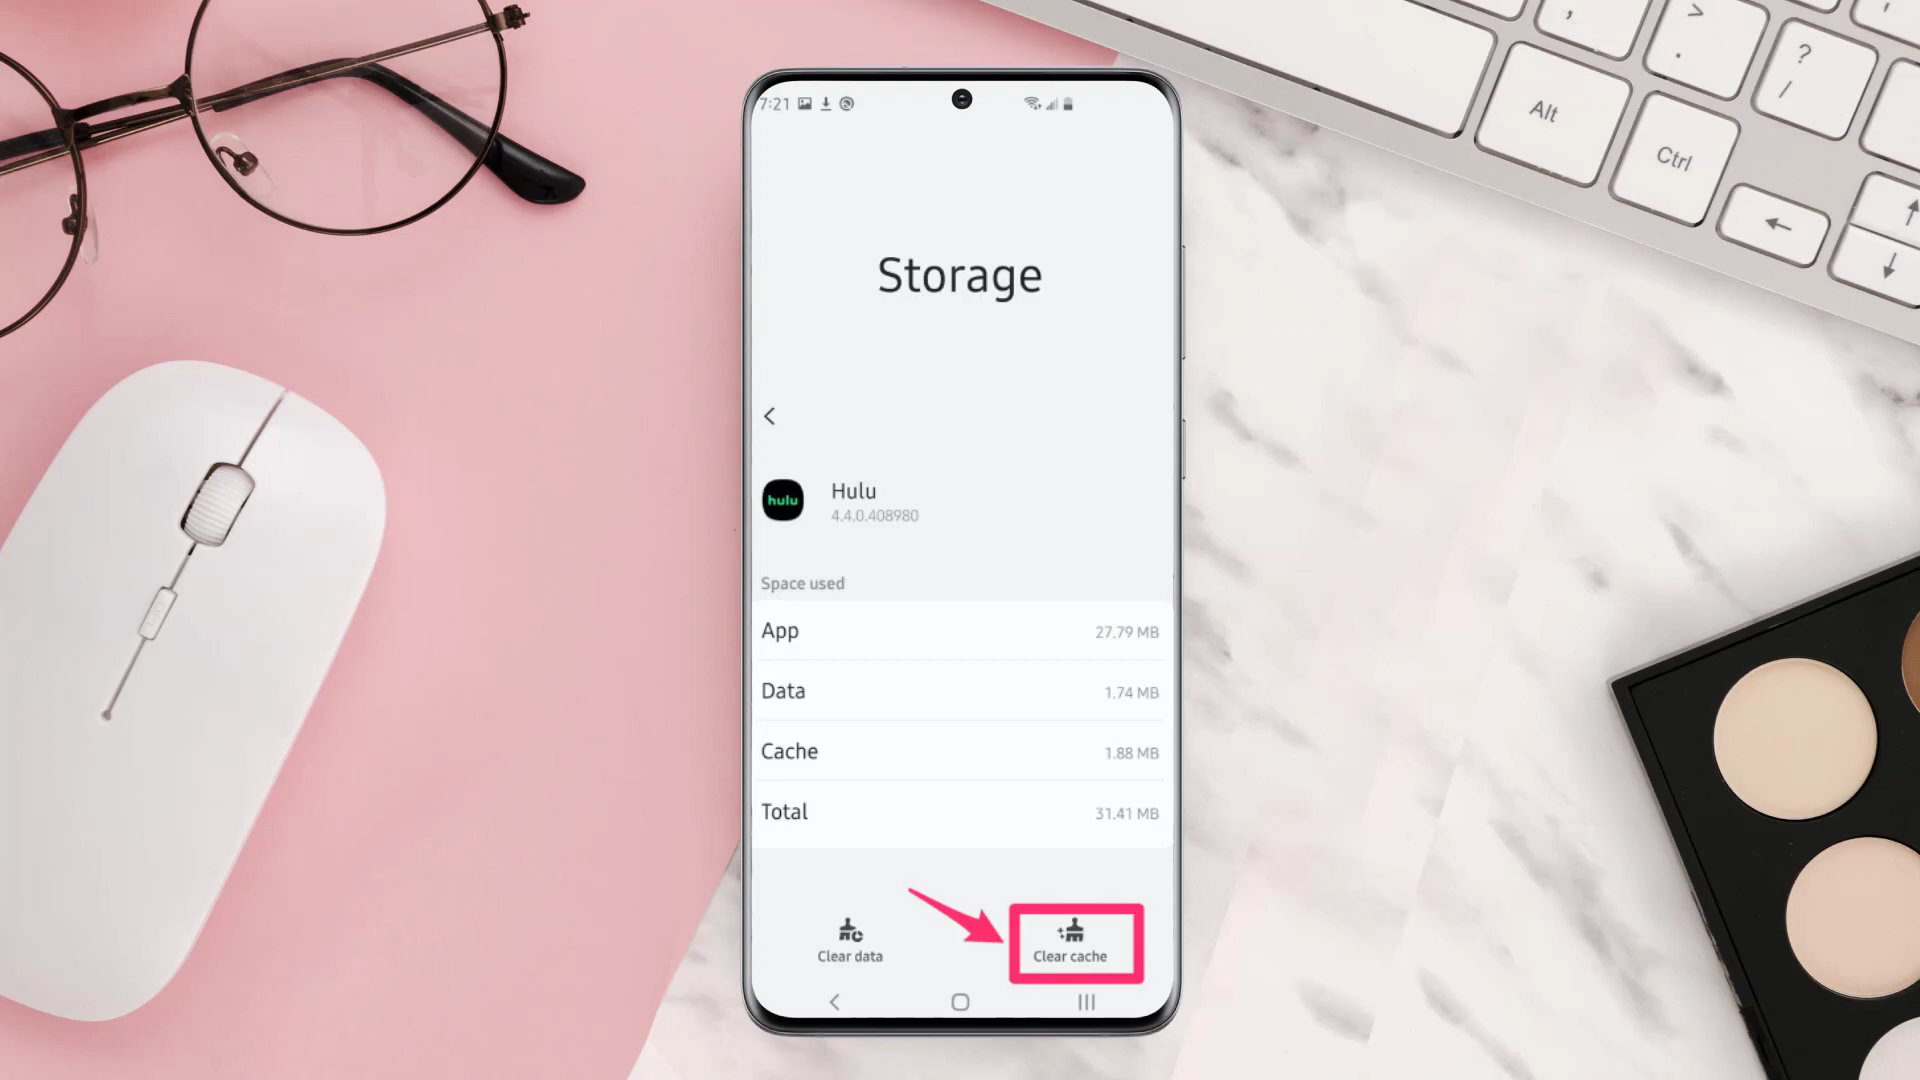 Alt
Ctrl
?
/
>
.
,
←
↑
↓
7:21
Storage
hulu
Hulu
4.4.0.408980
Space used
App 27.79 MB
Data 1.74 MB
Cache 1.88 MB
Total 31.41 MB
Clear data
Clear cache